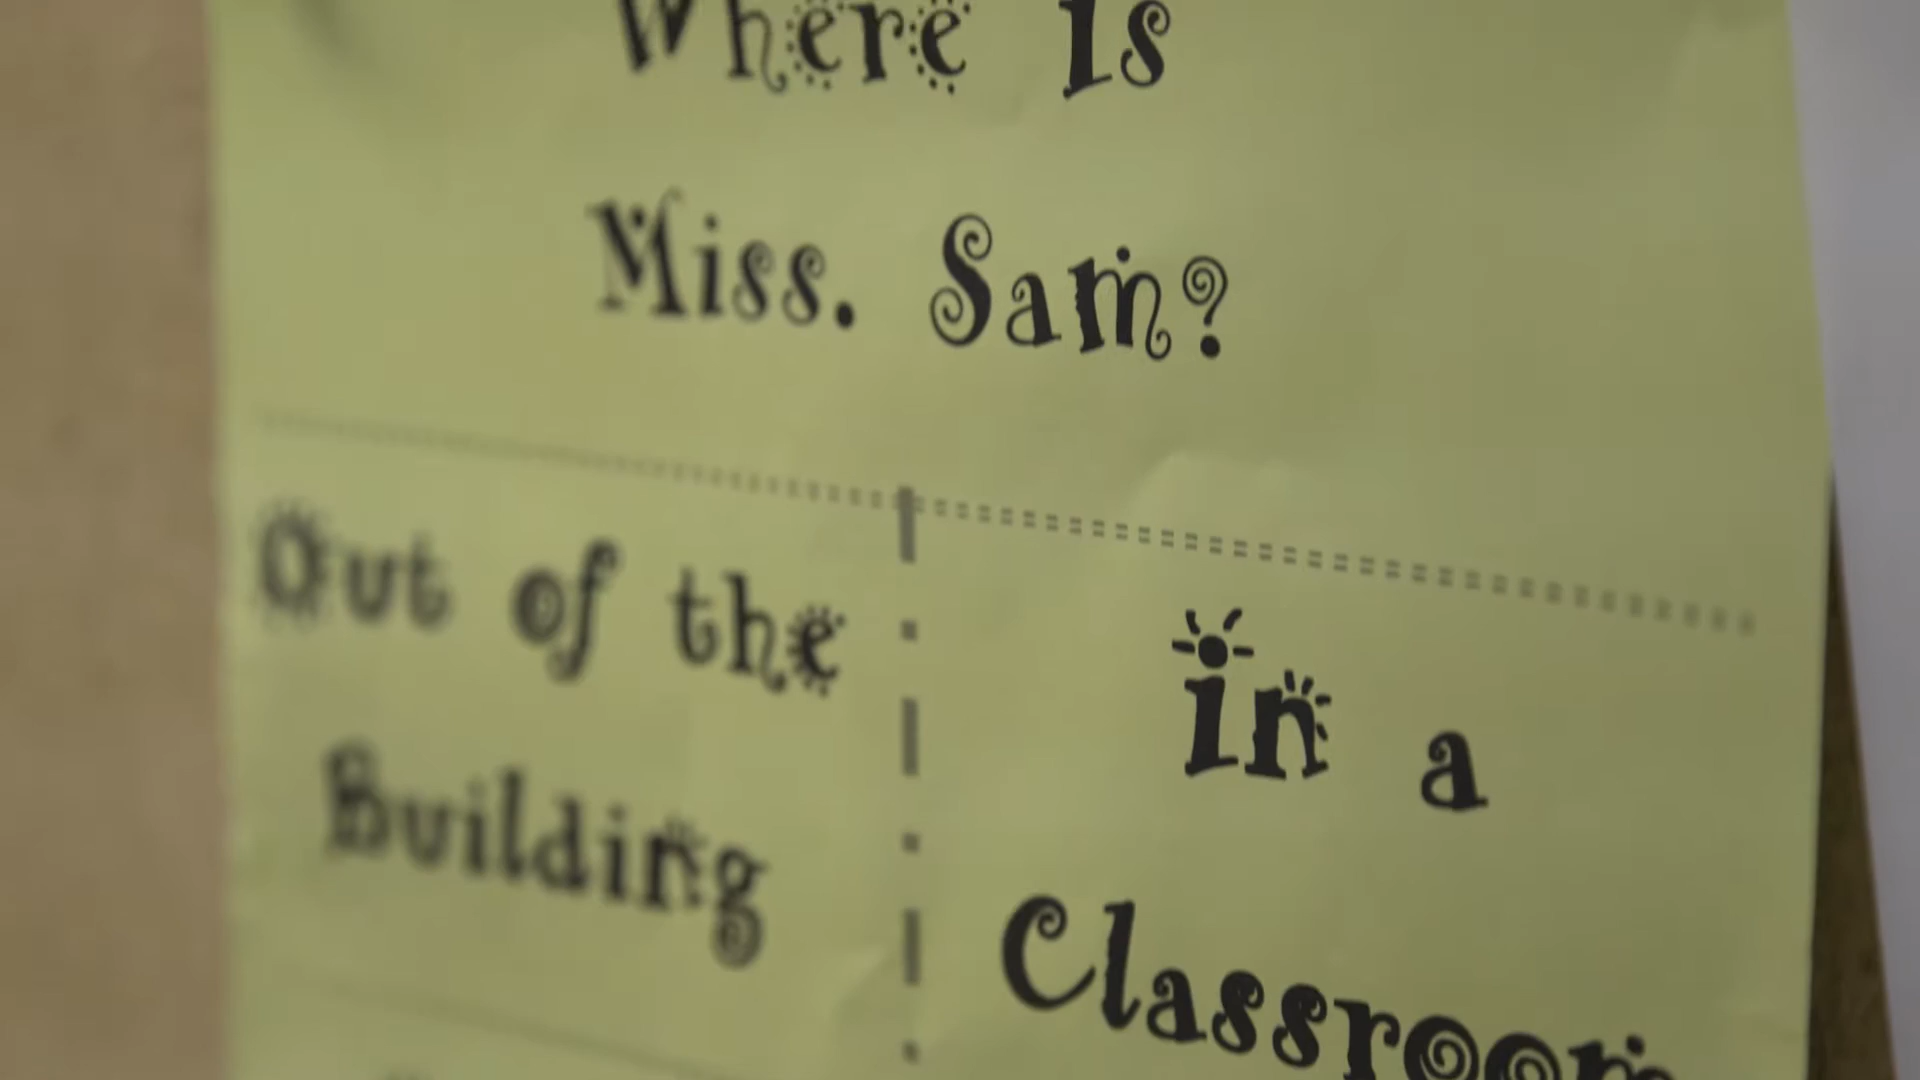 Where Is
Miss. Sam?
Out of the
Building
In a
Classroom